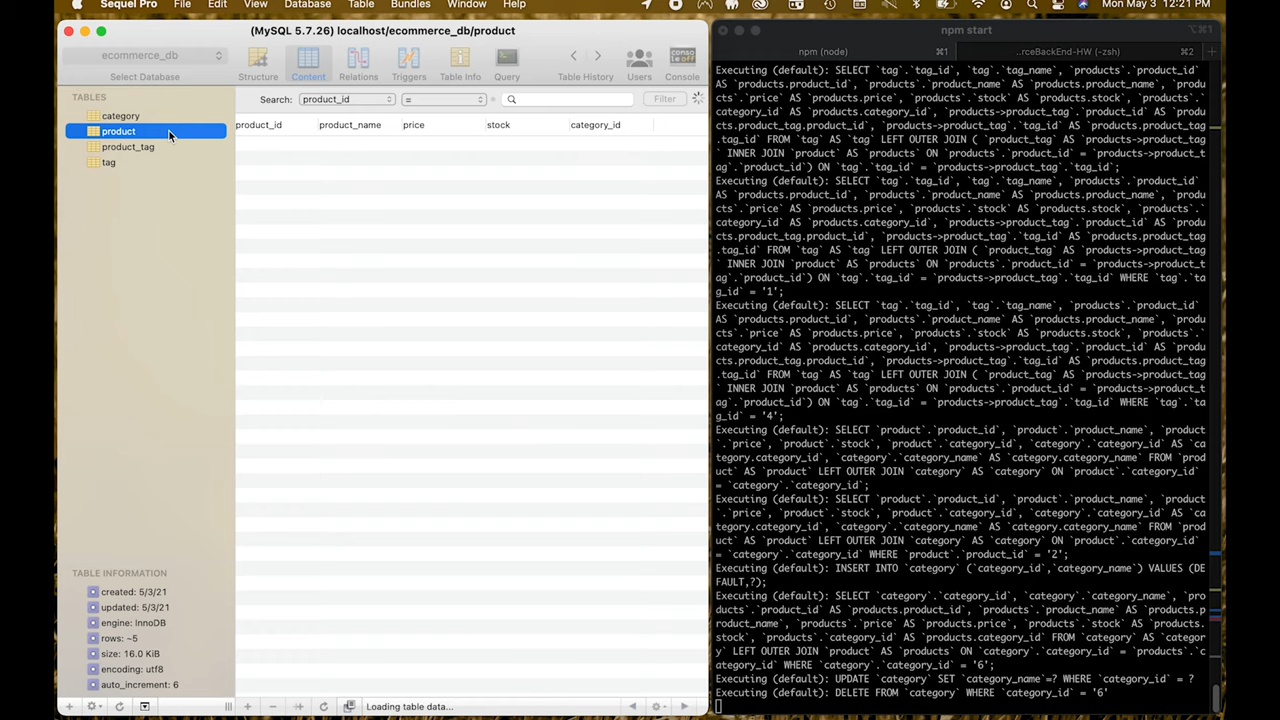 Sequel Pro File Edit View Database Table Bundles Window Help Mon May 3 12:21 PM
(MySQL 5.7.26) localhost/ecommerce_db/product
ecommerce_db
Select Database Structure Content Relations Triggers Table Info Query Table History Users Console
conso
le off
TABLES
category
product
product_tag
tag
Search: product_id = Filter
product_id product_name price stock category_id
TABLE INFORMATION
created: 5/3/21
updated: 5/3/21
engine: InnoDB
rows: ~5
size: 16.0 KiB
encoding: utf8
auto_increment: 6
Loading table data...
npm start ⌥⌘1
npm (node) ⌘1 ..rceBackEnd-HW (-zsh) ⌘2
Executing (default): SELECT `tag`.`tag_id`, `tag`.`tag_name`, `products`.`product_id`
AS `products.product_id`, `products`.`product_name` AS `products.product_name`, `prod
ucts`.`price` AS `products.price`, `products`.`stock` AS `products.stock`, `products`.`
category_id` AS `products.category_id`, `products->product_tag`.`product_id` AS `produ
cts.product_tag.product_id`, `products->product_tag`.`tag_id` AS `products.product_tag
.tag_id` FROM `tag` AS `tag` LEFT OUTER JOIN ( `product_tag` AS `products->product_tag
` INNER JOIN `product` AS `products` ON `products`.`product_id` = `products->product_t
ag`.`product_id`) ON `tag`.`tag_id` = `products->product_tag`.`tag_id`;
Executing (default): SELECT `tag`.`tag_id`, `tag`.`tag_name`, `products`.`product_id`
AS `products.product_id`, `products`.`product_name` AS `products.product_name`, `produ
cts`.`price` AS `products.price`, `products`.`stock` AS `products.stock`, `products`.`
category_id` AS `products.category_id`, `products->product_tag`.`product_id` AS `produ
cts.product_tag.product_id`, `products->product_tag`.`tag_id` AS `products.product_tag
.tag_id` FROM `tag` AS `tag` LEFT OUTER JOIN ( `product_tag` AS `products->product_tag
` INNER JOIN `product` AS `products` ON `products`.`product_id` = `products->product_t
ag`.`product_id`) ON `tag`.`tag_id` = `products->product_tag`.`tag_id` WHERE `tag`.`ta
g_id` = '1';
Executing (default): SELECT `tag`.`tag_id`, `tag`.`tag_name`, `products`.`product_id`
AS `products.product_id`, `products`.`product_name` AS `products.product_name`, `produ
cts`.`price` AS `products.price`, `products`.`stock` AS `products.stock`, `products`.`
category_id` AS `products.category_id`, `products->product_tag`.`product_id` AS `produ
cts.product_tag.product_id`, `products->product_tag`.`tag_id` AS `products.product_tag
.tag_id` FROM `tag` AS `tag` LEFT OUTER JOIN ( `product_tag` AS `products->product_tag
` INNER JOIN `product` AS `products` ON `products`.`product_id` = `products->product_t
ag`.`product_id`) ON `tag`.`tag_id` = `products->product_tag`.`tag_id` WHERE `tag`.`ta
g_id` = '4';
Executing (default): SELECT `product`.`product_id`, `product`.`product_name`, `product
`.`price`, `product`.`stock`, `product`.`category_id`, `category`.`category_id` AS `ca
tegory.category_id`, `category`.`category_name` AS `category.category_name` FROM `prod
uct` AS `product` LEFT OUTER JOIN `category` AS `category` ON `product`.`category_id`
= `category`.`category_id`;
Executing (default): SELECT `product`.`product_id`, `product`.`product_name`, `product
`.`price`, `product`.`stock`, `product`.`category_id`, `category`.`category_id` AS `ca
tegory.category_id`, `category`.`category_name` AS `category.category_name` FROM `prod
uct` AS `product` LEFT OUTER JOIN `category` AS `category` ON `product`.`category_id`
= `category`.`category_id` WHERE `product`.`product_id` = '2';
Executing (default): INSERT INTO `category` (`category_id`,`category_name`) VALUES (DE
FAULT,?);
Executing (default): SELECT `category`.`category_id`, `category`.`category_name`, `pro
ducts`.`product_id` AS `products.product_id`, `products`.`product_name` AS `products.p
roduct_name`, `products`.`price` AS `products.price`, `products`.`stock` AS `products.
stock`, `products`.`category_id` AS `products.category_id` FROM `category` AS `categor
y` LEFT OUTER JOIN `product` AS `products` ON `category`.`category_id` = `products`.`c
ategory_id` WHERE `category`.`category_id` = '6';
Executing (default): UPDATE `category` SET `category_name`=? WHERE `category_id` = ?
Executing (default): DELETE FROM `category` WHERE `category_id` = '6'